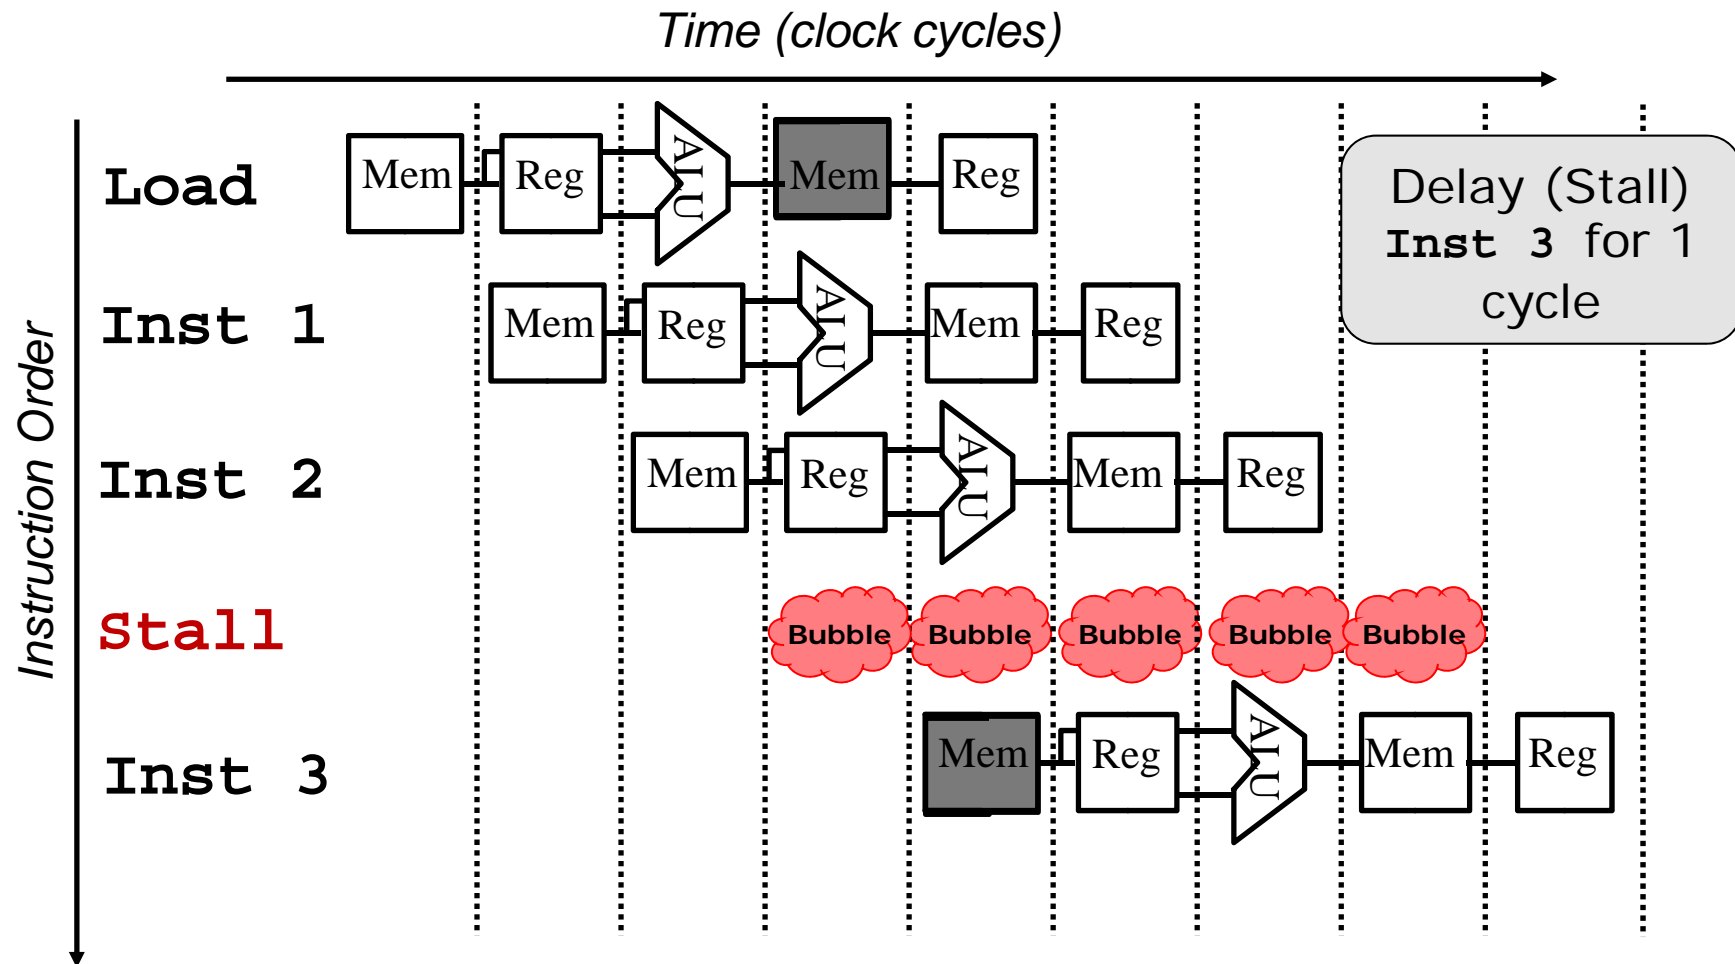 Time (clock cycles)
Instruction Order
Load Mem Reg ALU Mem Reg
Delay (Stall)
Inst 3 for 1
cycle
Inst 1 Mem Reg ALU Mem Reg
Inst 2 Mem Reg ALU Mem Reg
Stall Bubble Bubble Bubble Bubble Bubble
Inst 3 Mem Reg ALU Mem Reg